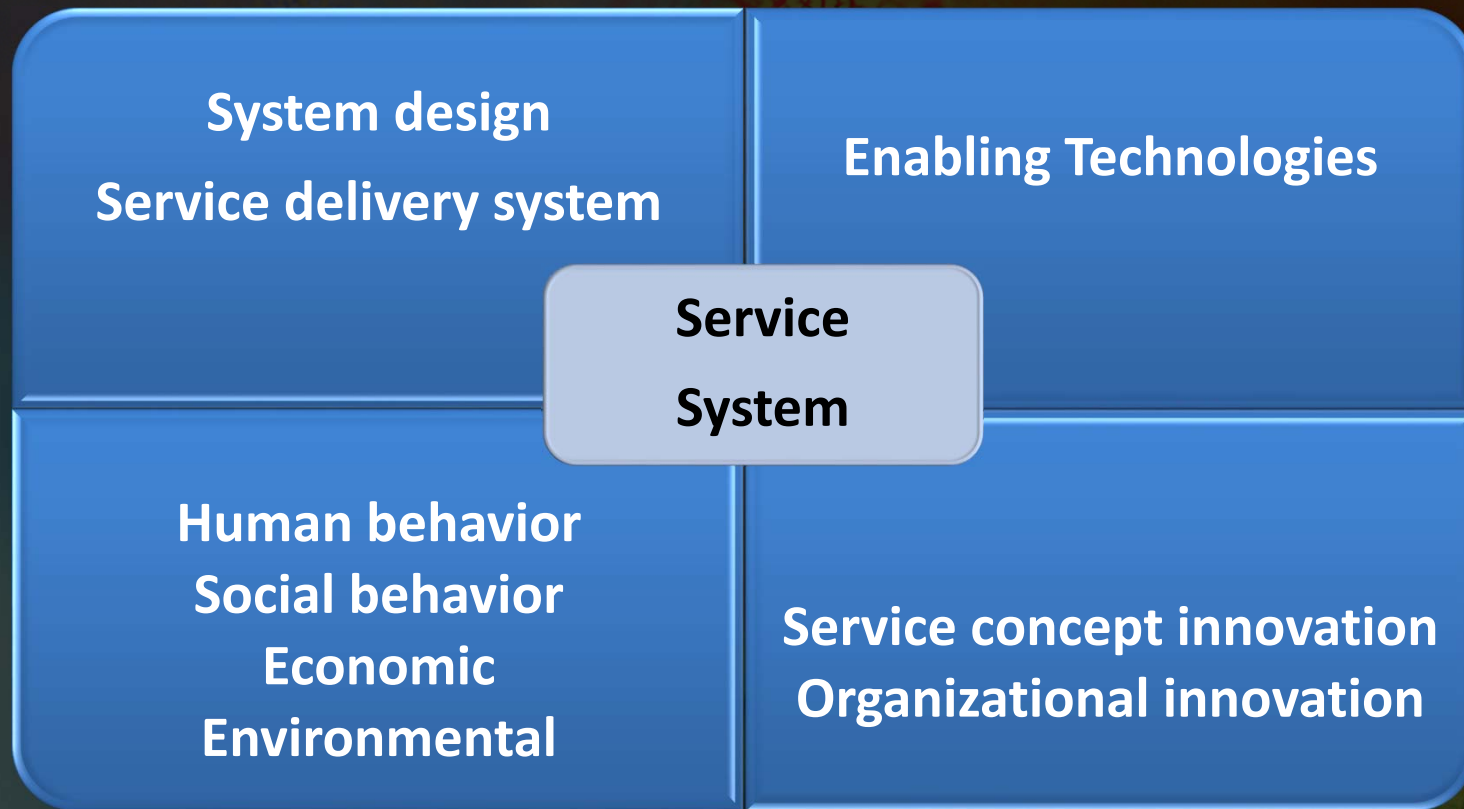 System design
Service delivery system
Enabling Technologies
Service
System
Human behavior
Social behavior
Economic
Environmental
Service concept innovation
Organizational innovation